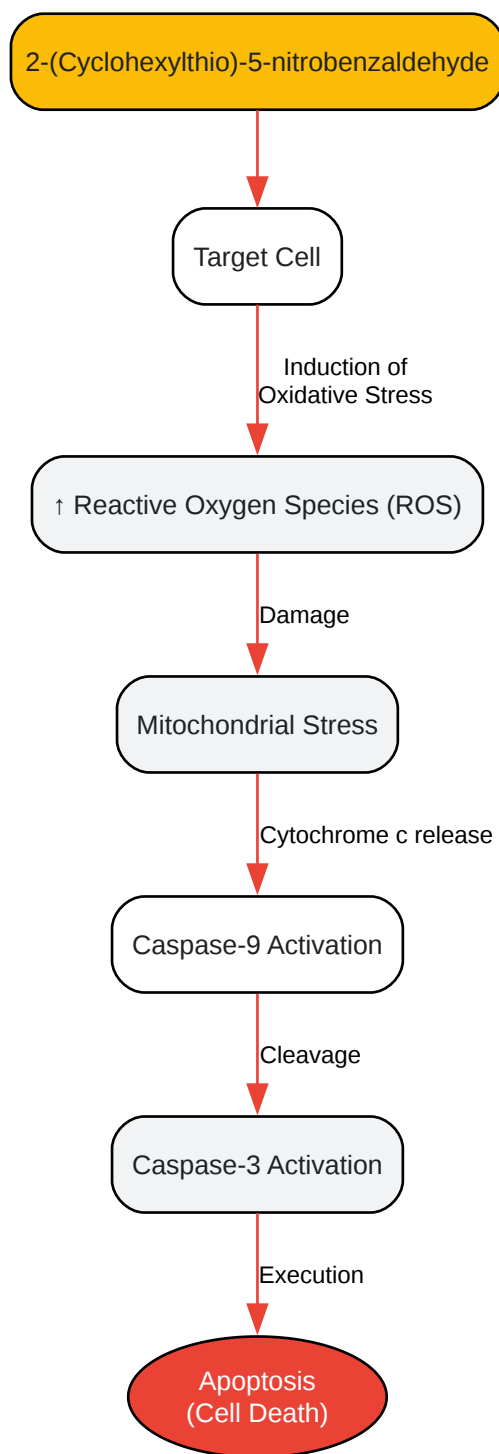 2-(Cyclohexylthio)-5-nitrobenzaldehyde
Target Cell
Induction of
Oxidative Stress
↑ Reactive Oxygen Species (ROS)
Damage
Mitochondrial Stress
Cytochrome c release
Caspase-9 Activation
Cleavage
Caspase-3 Activation
Execution
Apoptosis
(Cell Death)